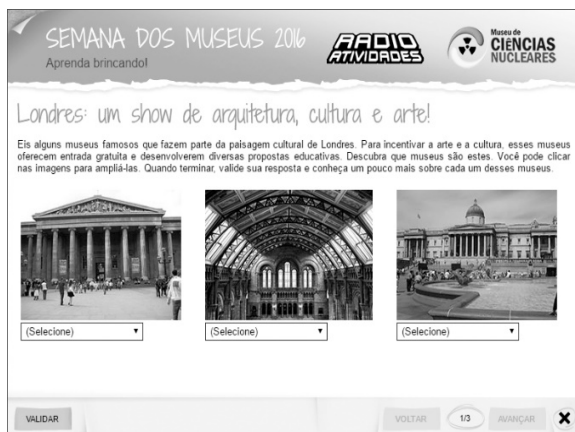 SEMANA DOS MUSEUS 2016
Aprenda brincando!
RADIO
ATIVIDADES
Museu de
CIÊNCIAS
NUCLEARES
Londres: um show de arquitetura, cultura e arte!
Eis alguns museus famosos que fazem parte da paisagem cultural de Londres. Para incentivar a arte e a cultura, esses museus
oferecem entrada gratuita e desenvolverem diversas propostas educativas. Descubra que museus são estes. Você pode clicar
nas imagens para ampliá-las. Quando terminar, valide sua resposta e conheça um pouco mais sobre cada um desses museus.
(Selecione) (Selecione) (Selecione)
VALIDAR VOLTAR 1/3 AVANÇAR X